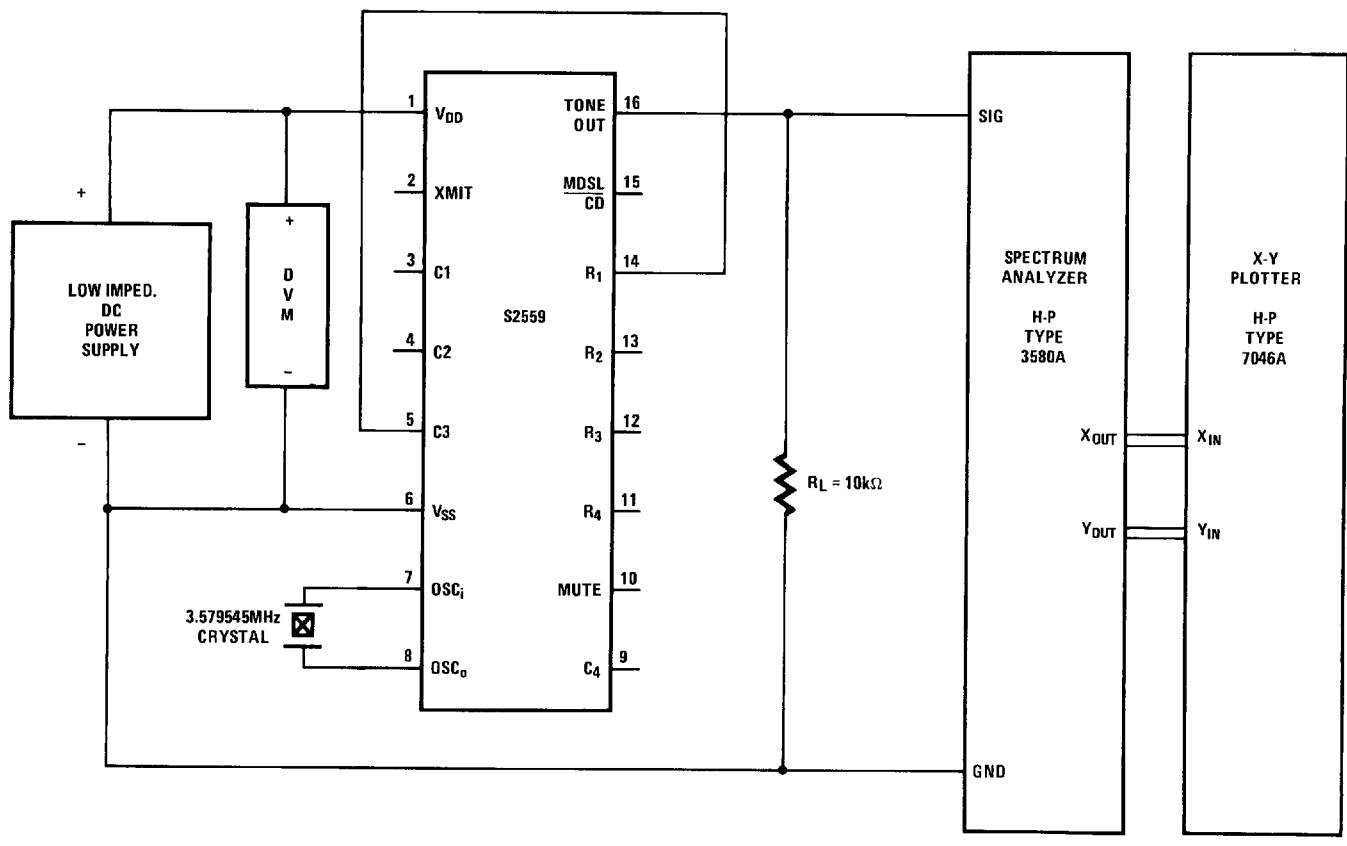 +
LOW IMPED.
DC
POWER
SUPPLY
−
+
D
V
M
−
3.579545MHz
CRYSTAL
1 VDD
2 XMIT
3 C1
4 C2
5 C3
6 VSS
7 OSCi
8 OSCo
S2559
TONE 16
OUT
MDSL 15
CD
R1 14
R2 13
R3 12
R4 11
MUTE 10
C4 9
RL = 10kΩ
SIG
SPECTRUM
ANALYZER
H-P
TYPE
3580A
XOUT
YOUT
GND
X-Y
PLOTTER
H-P
TYPE
7046A
XIN
YIN